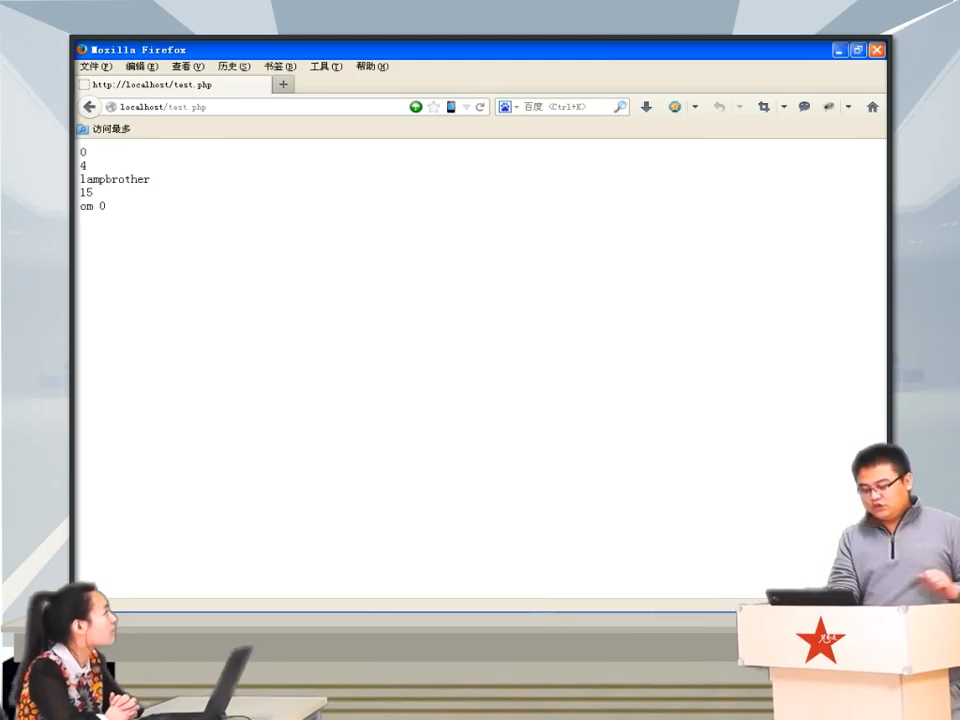 Mozilla Firefox
文件(F) 编辑(E) 查看(V) 历史(S) 书签(B) 工具(T) 帮助(H)
http://localhost/test.php
localhost/test.php
百度 <Ctrl+K>
访问最多
0
4
lampbrother
15
om 0